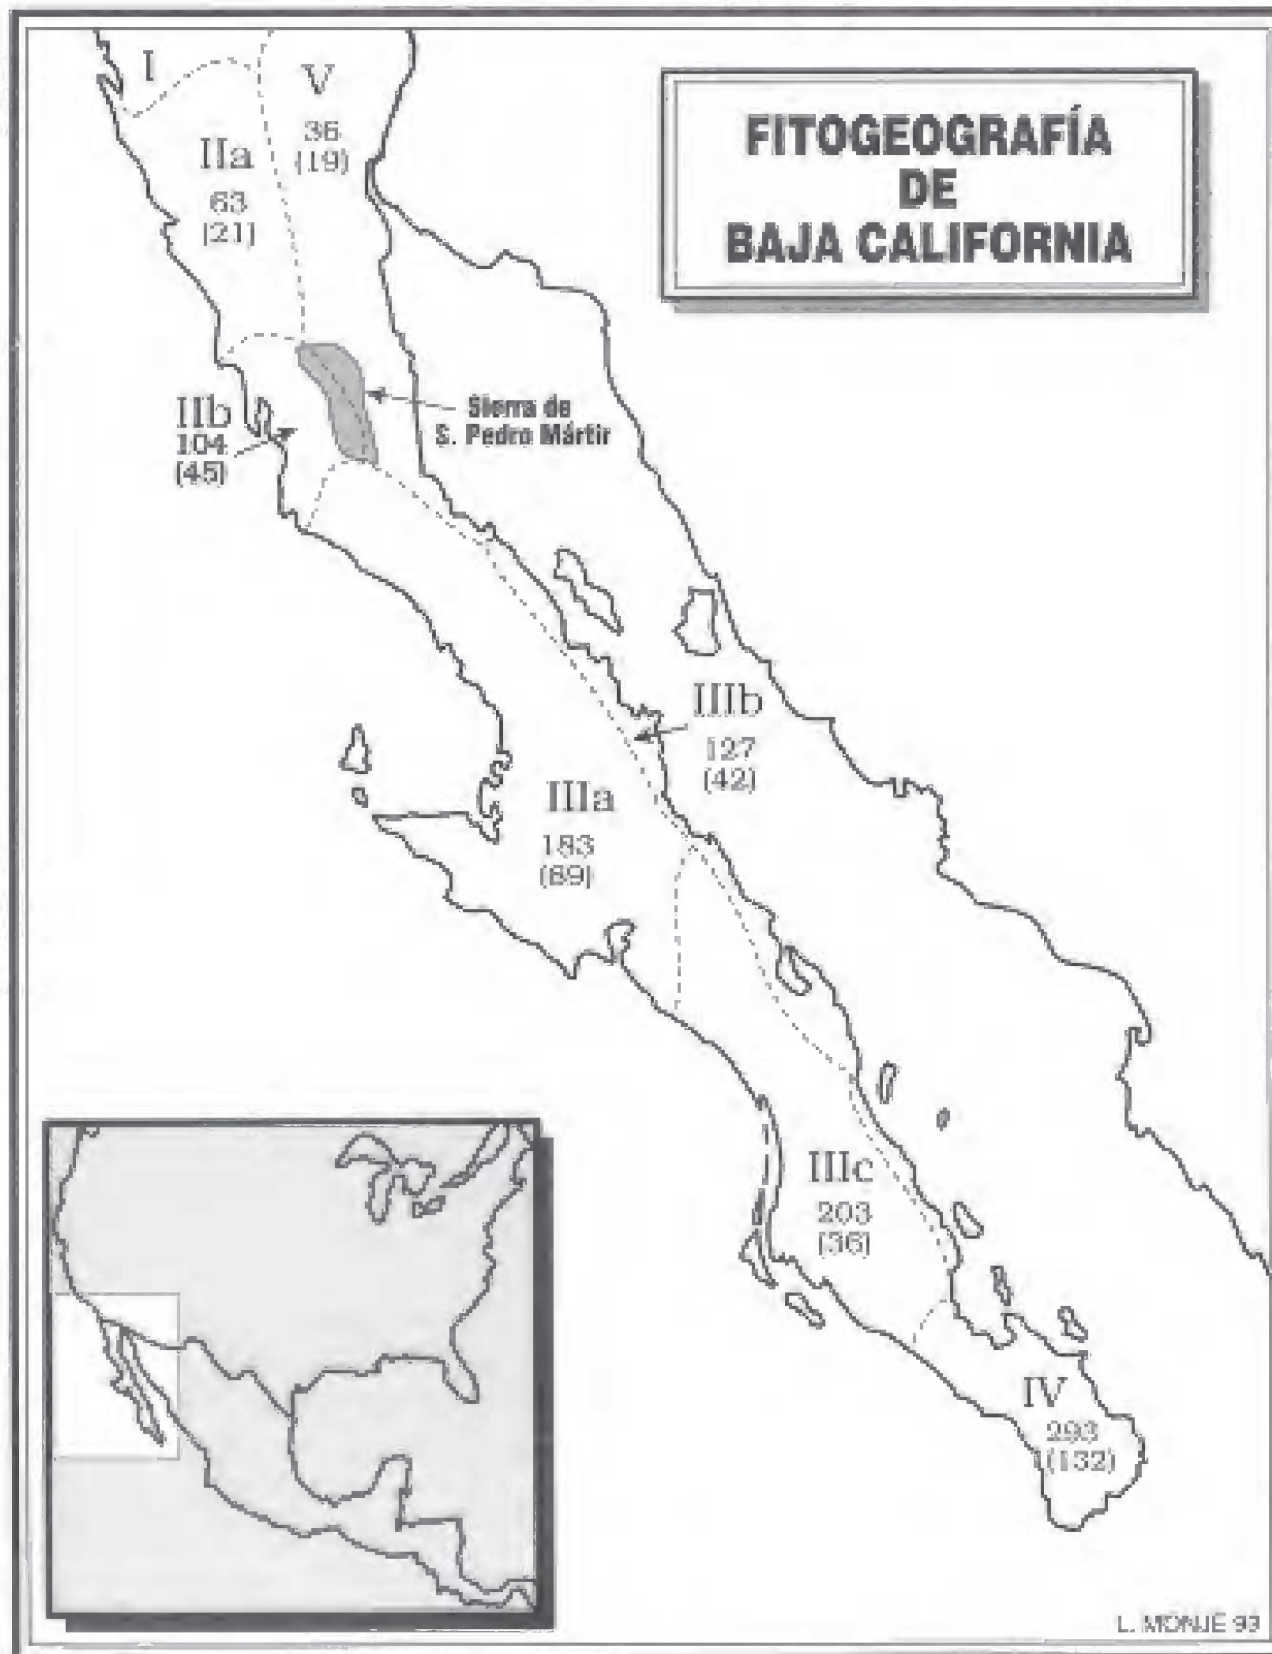 FITOGEOGRAFÍA
DE
BAJA CALIFORNIA
I
V
36
(19)
IIa
63
(21)
IIb
104
(45)
Sierra de
S. Pedro Mártir
IIIb
127
(42)
IIIa
183
(89)
IIIc
203
(36)
IV
293
(132)
L. MONJE 93